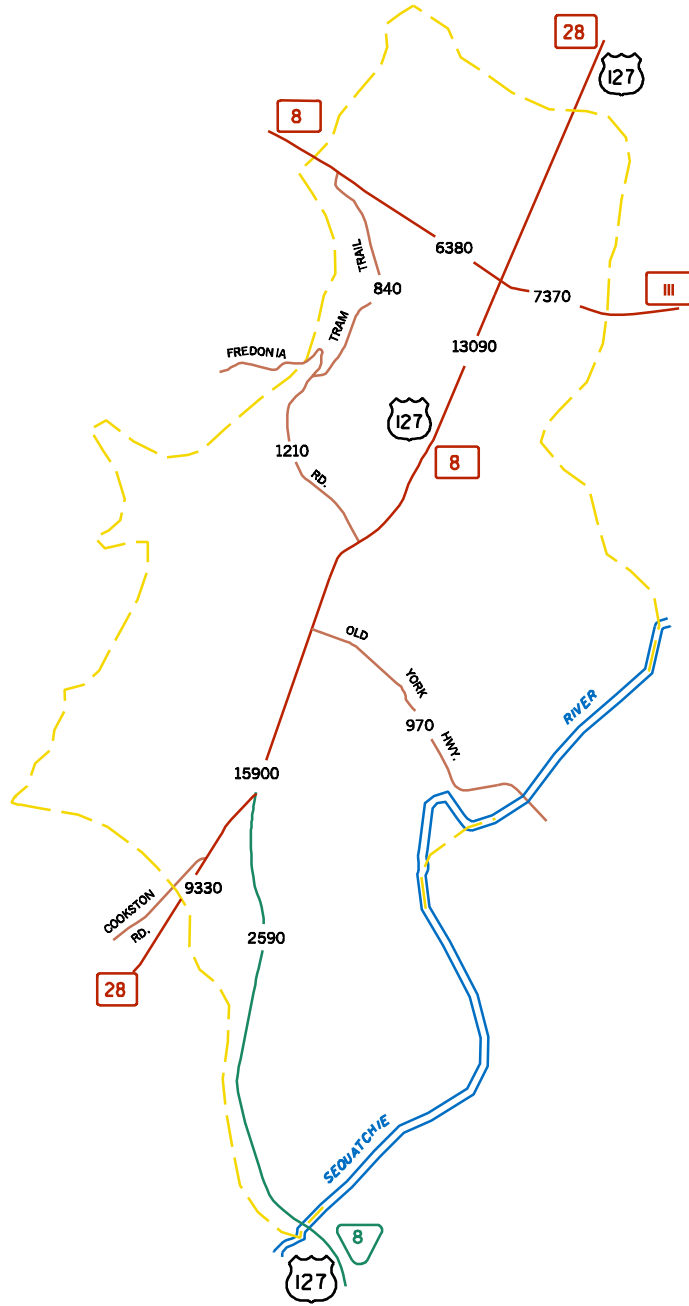 28
127
8
6380
TRAIL
840
7370
III
TRAM
13090
FREDONIA
127
8
1210
RD.
OLD
YORK
970
HWY.
RIVER
15900
9330
COOKSTON
RD.
2590
28
SEQUATCHIE
8
127